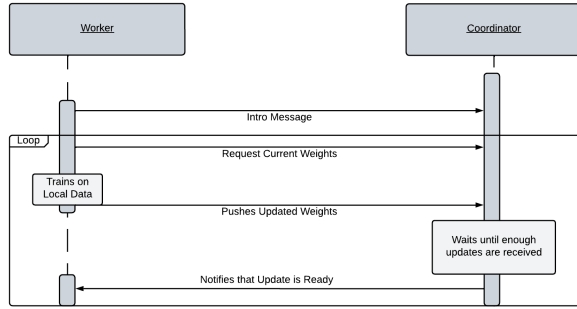 Worker
Coordinator
Intro Message
Loop
Request Current Weights
Trains on
Local Data
Pushes Updated Weights
Waits until enough
updates are received
Notifies that Update is Ready